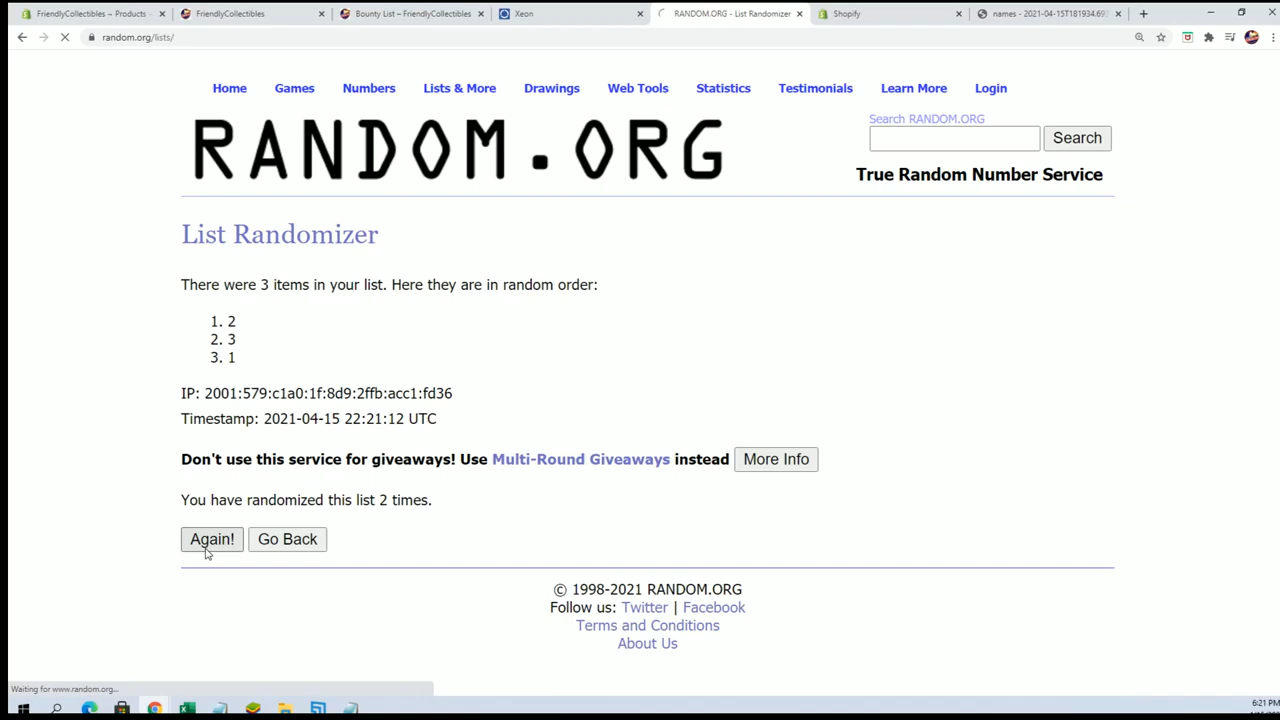 FriendlyCollectibles ~ Products
FriendlyCollectibles
Bounty List – FriendlyCollectibles
Xeon
RANDOM.ORG - List Randomizer
Shopify
names - 2021-04-15T181934.69
random.org/lists/
Home Games Numbers Lists & More Drawings Web Tools Statistics Testimonials Learn More Login
RANDOM.ORG
Search RANDOM.ORG
Search
True Random Number Service
List Randomizer
There were 3 items in your list. Here they are in random order:
1. 2
2. 3
3. 1
IP: 2001:579:c1a0:1f:8d9:2ffb:acc1:fd36
Timestamp: 2021-04-15 22:21:12 UTC
Don't use this service for giveaways! Use Multi-Round Giveaways instead More Info
You have randomized this list 2 times.
Again! Go Back
© 1998-2021 RANDOM.ORG
Follow us: Twitter | Facebook
Terms and Conditions
About Us
Waiting for www.random.org...
6:21 PM